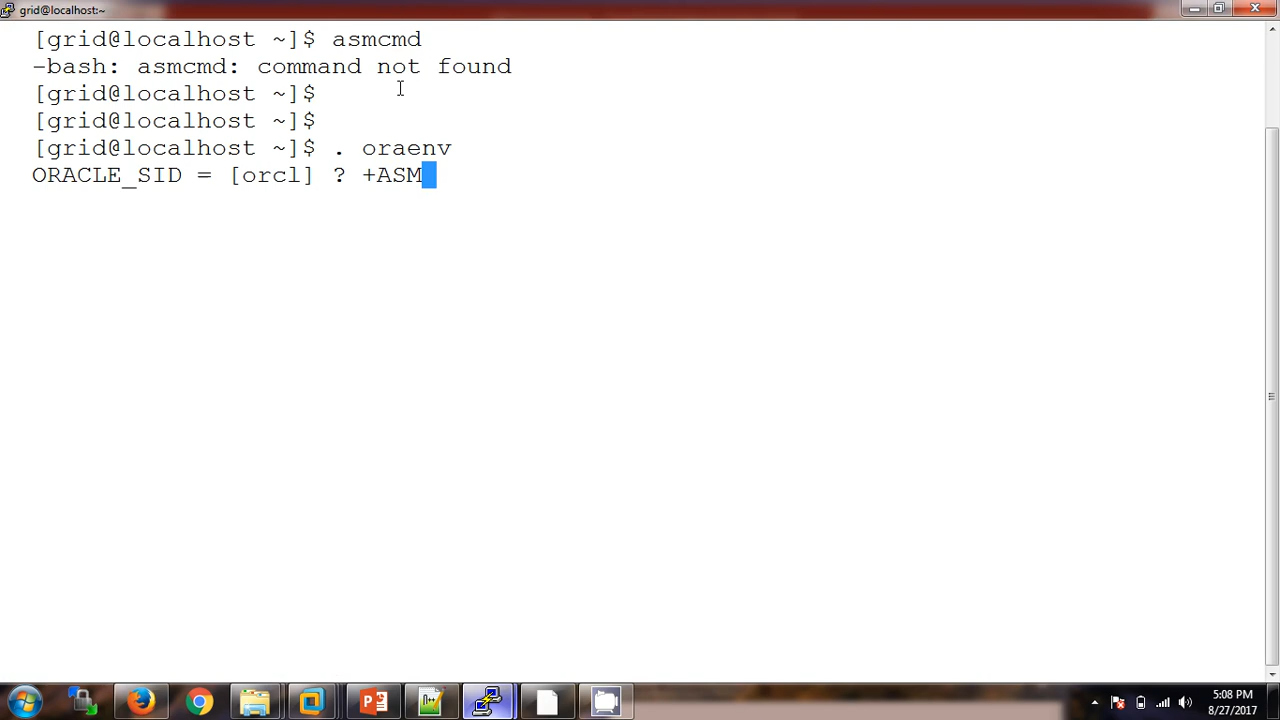 grid@localhost:~
[grid@localhost ~]$ asmcmd
-bash: asmcmd: command not found
[grid@localhost ~]$
[grid@localhost ~]$
[grid@localhost ~]$ . oraenv
ORACLE_SID = [orcl] ? +ASM
5:08 PM
8/27/2017